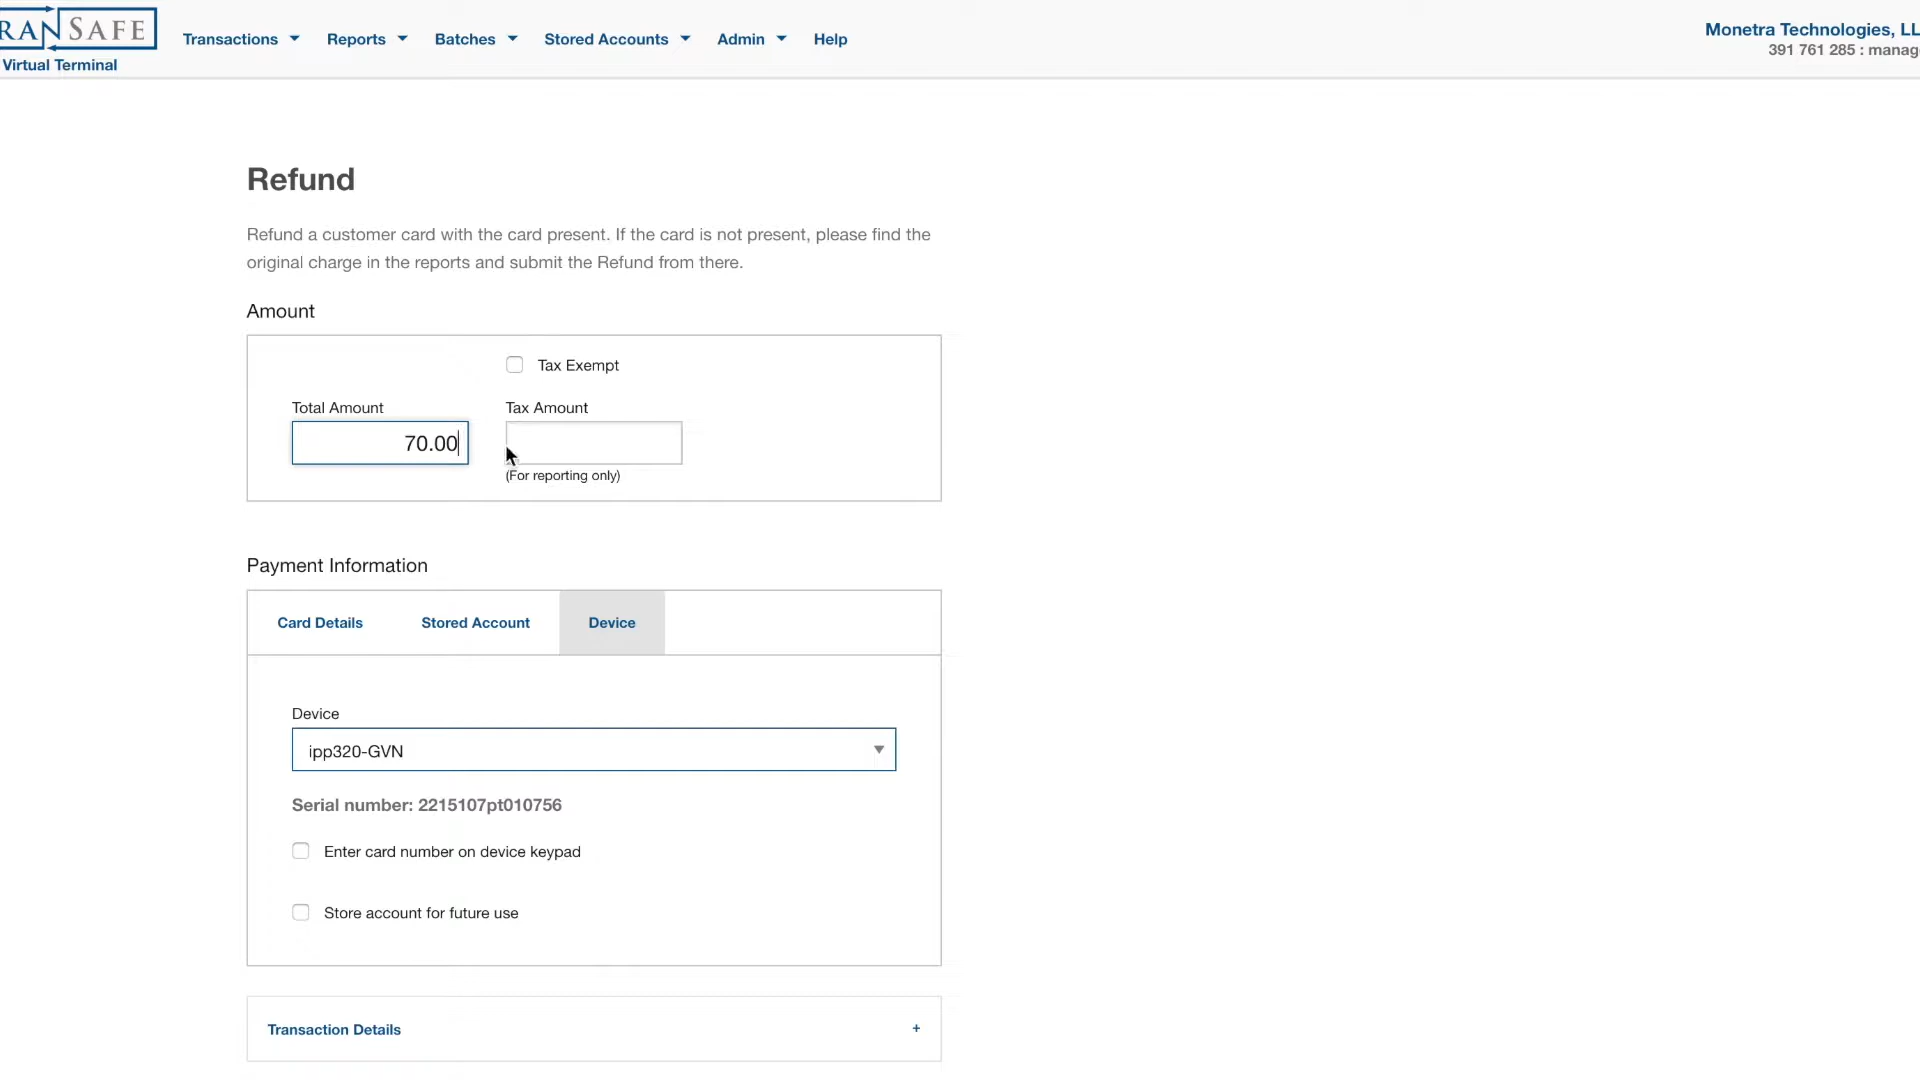 RANSAFE
Virtual Terminal
Transactions
Reports
Batches
Stored Accounts
Admin
Help
Monetra Technologies, LL
391 761 285 : manag
Refund
Refund a customer card with the card present. If the card is not present, please find the
original charge in the reports and submit the Refund from there.
Amount
Tax Exempt
Total Amount
Tax Amount
70.00
(For reporting only)
Payment Information
Card Details
Stored Account
Device
Device
ipp320-GVN
Serial number: 2215107pt010756
Enter card number on device keypad
Store account for future use
Transaction Details
+